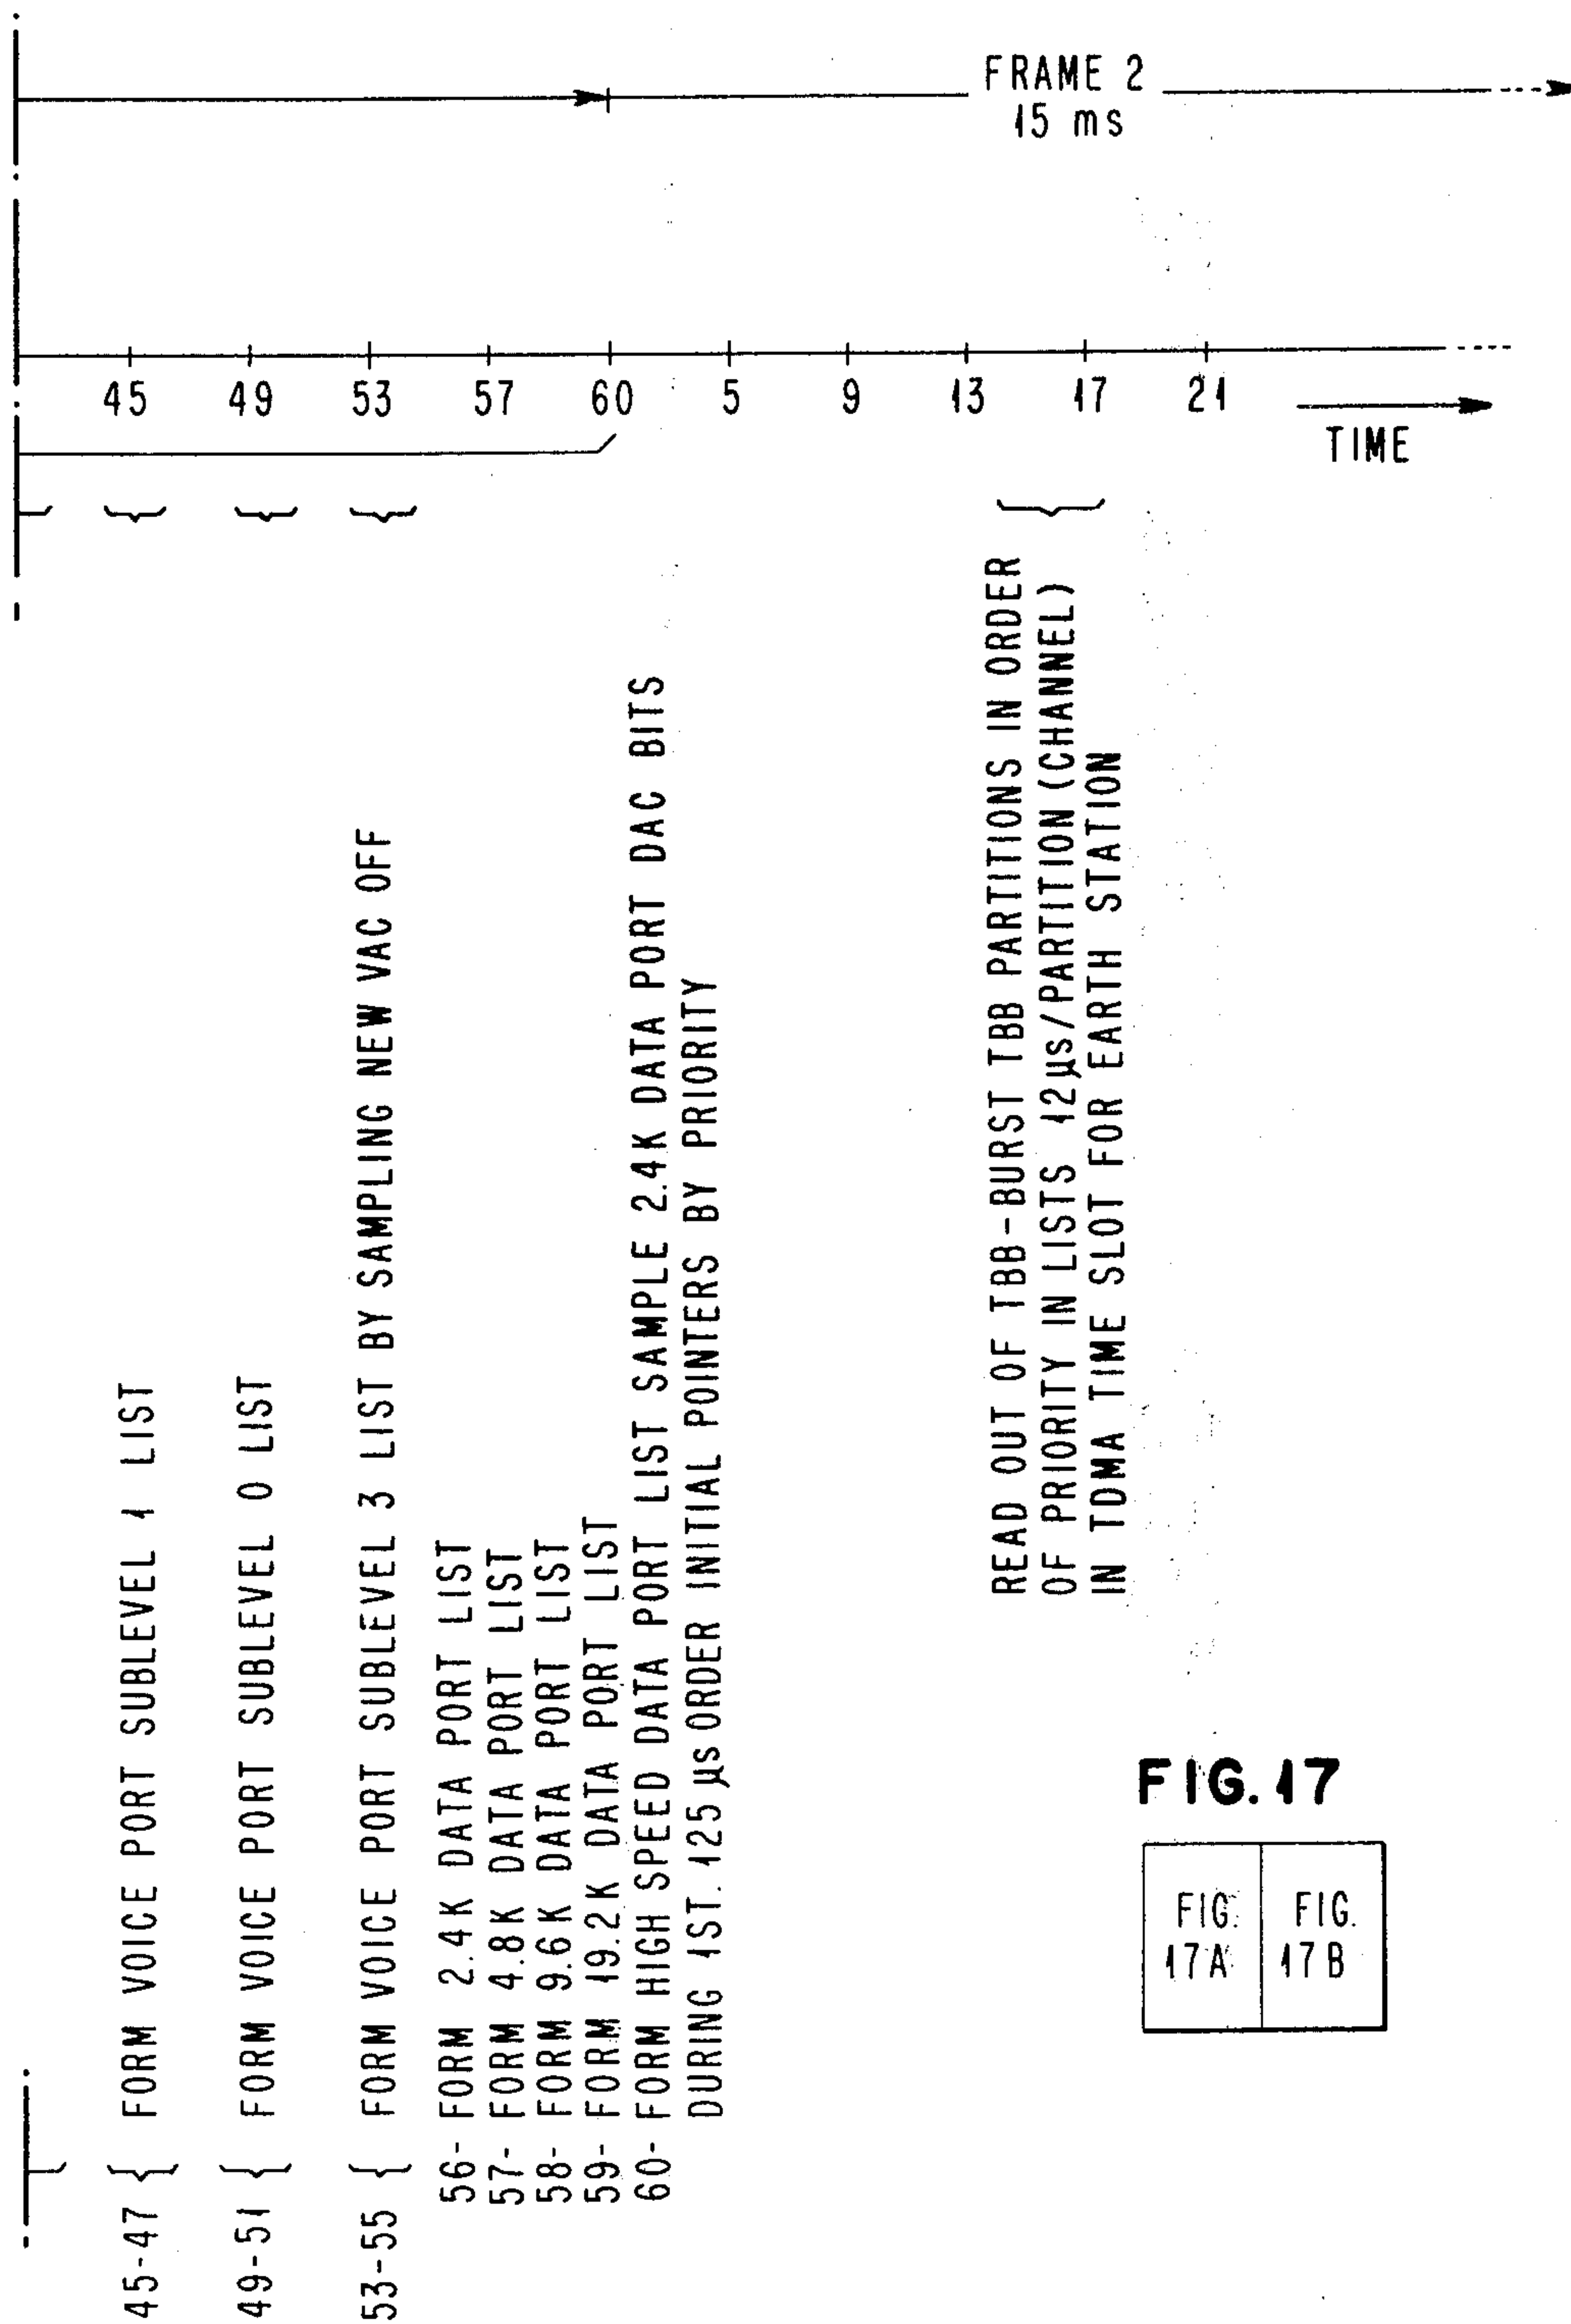 FRAME 2
15 ms
45 49 53 57 60 5 9 13 17 21
TIME
45-47 { FORM VOICE PORT SUBLEVEL 1 LIST
49-51 { FORM VOICE PORT SUBLEVEL 0 LIST
53-55 { FORM VOICE PORT SUBLEVEL 3 LIST BY SAMPLING NEW VAC OFF
56- FORM 2.4K DATA PORT LIST
57- FORM 4.8K DATA PORT LIST
58- FORM 9.6K DATA PORT LIST
59- FORM 19.2K DATA PORT LIST
60- FORM HIGH SPEED DATA PORT LIST SAMPLE 2.4K DATA PORT DAC BITS
DURING 1ST. 125 µs ORDER INITIAL POINTERS BY PRIORITY
READ OUT OF TBB-BURST TBB PARTITIONS IN ORDER
OF PRIORITY IN LISTS 12µs/PARTITION (CHANNEL)
IN TDMA TIME SLOT FOR EARTH STATION
FIG. 17
FIG.
17A
FIG.
17B